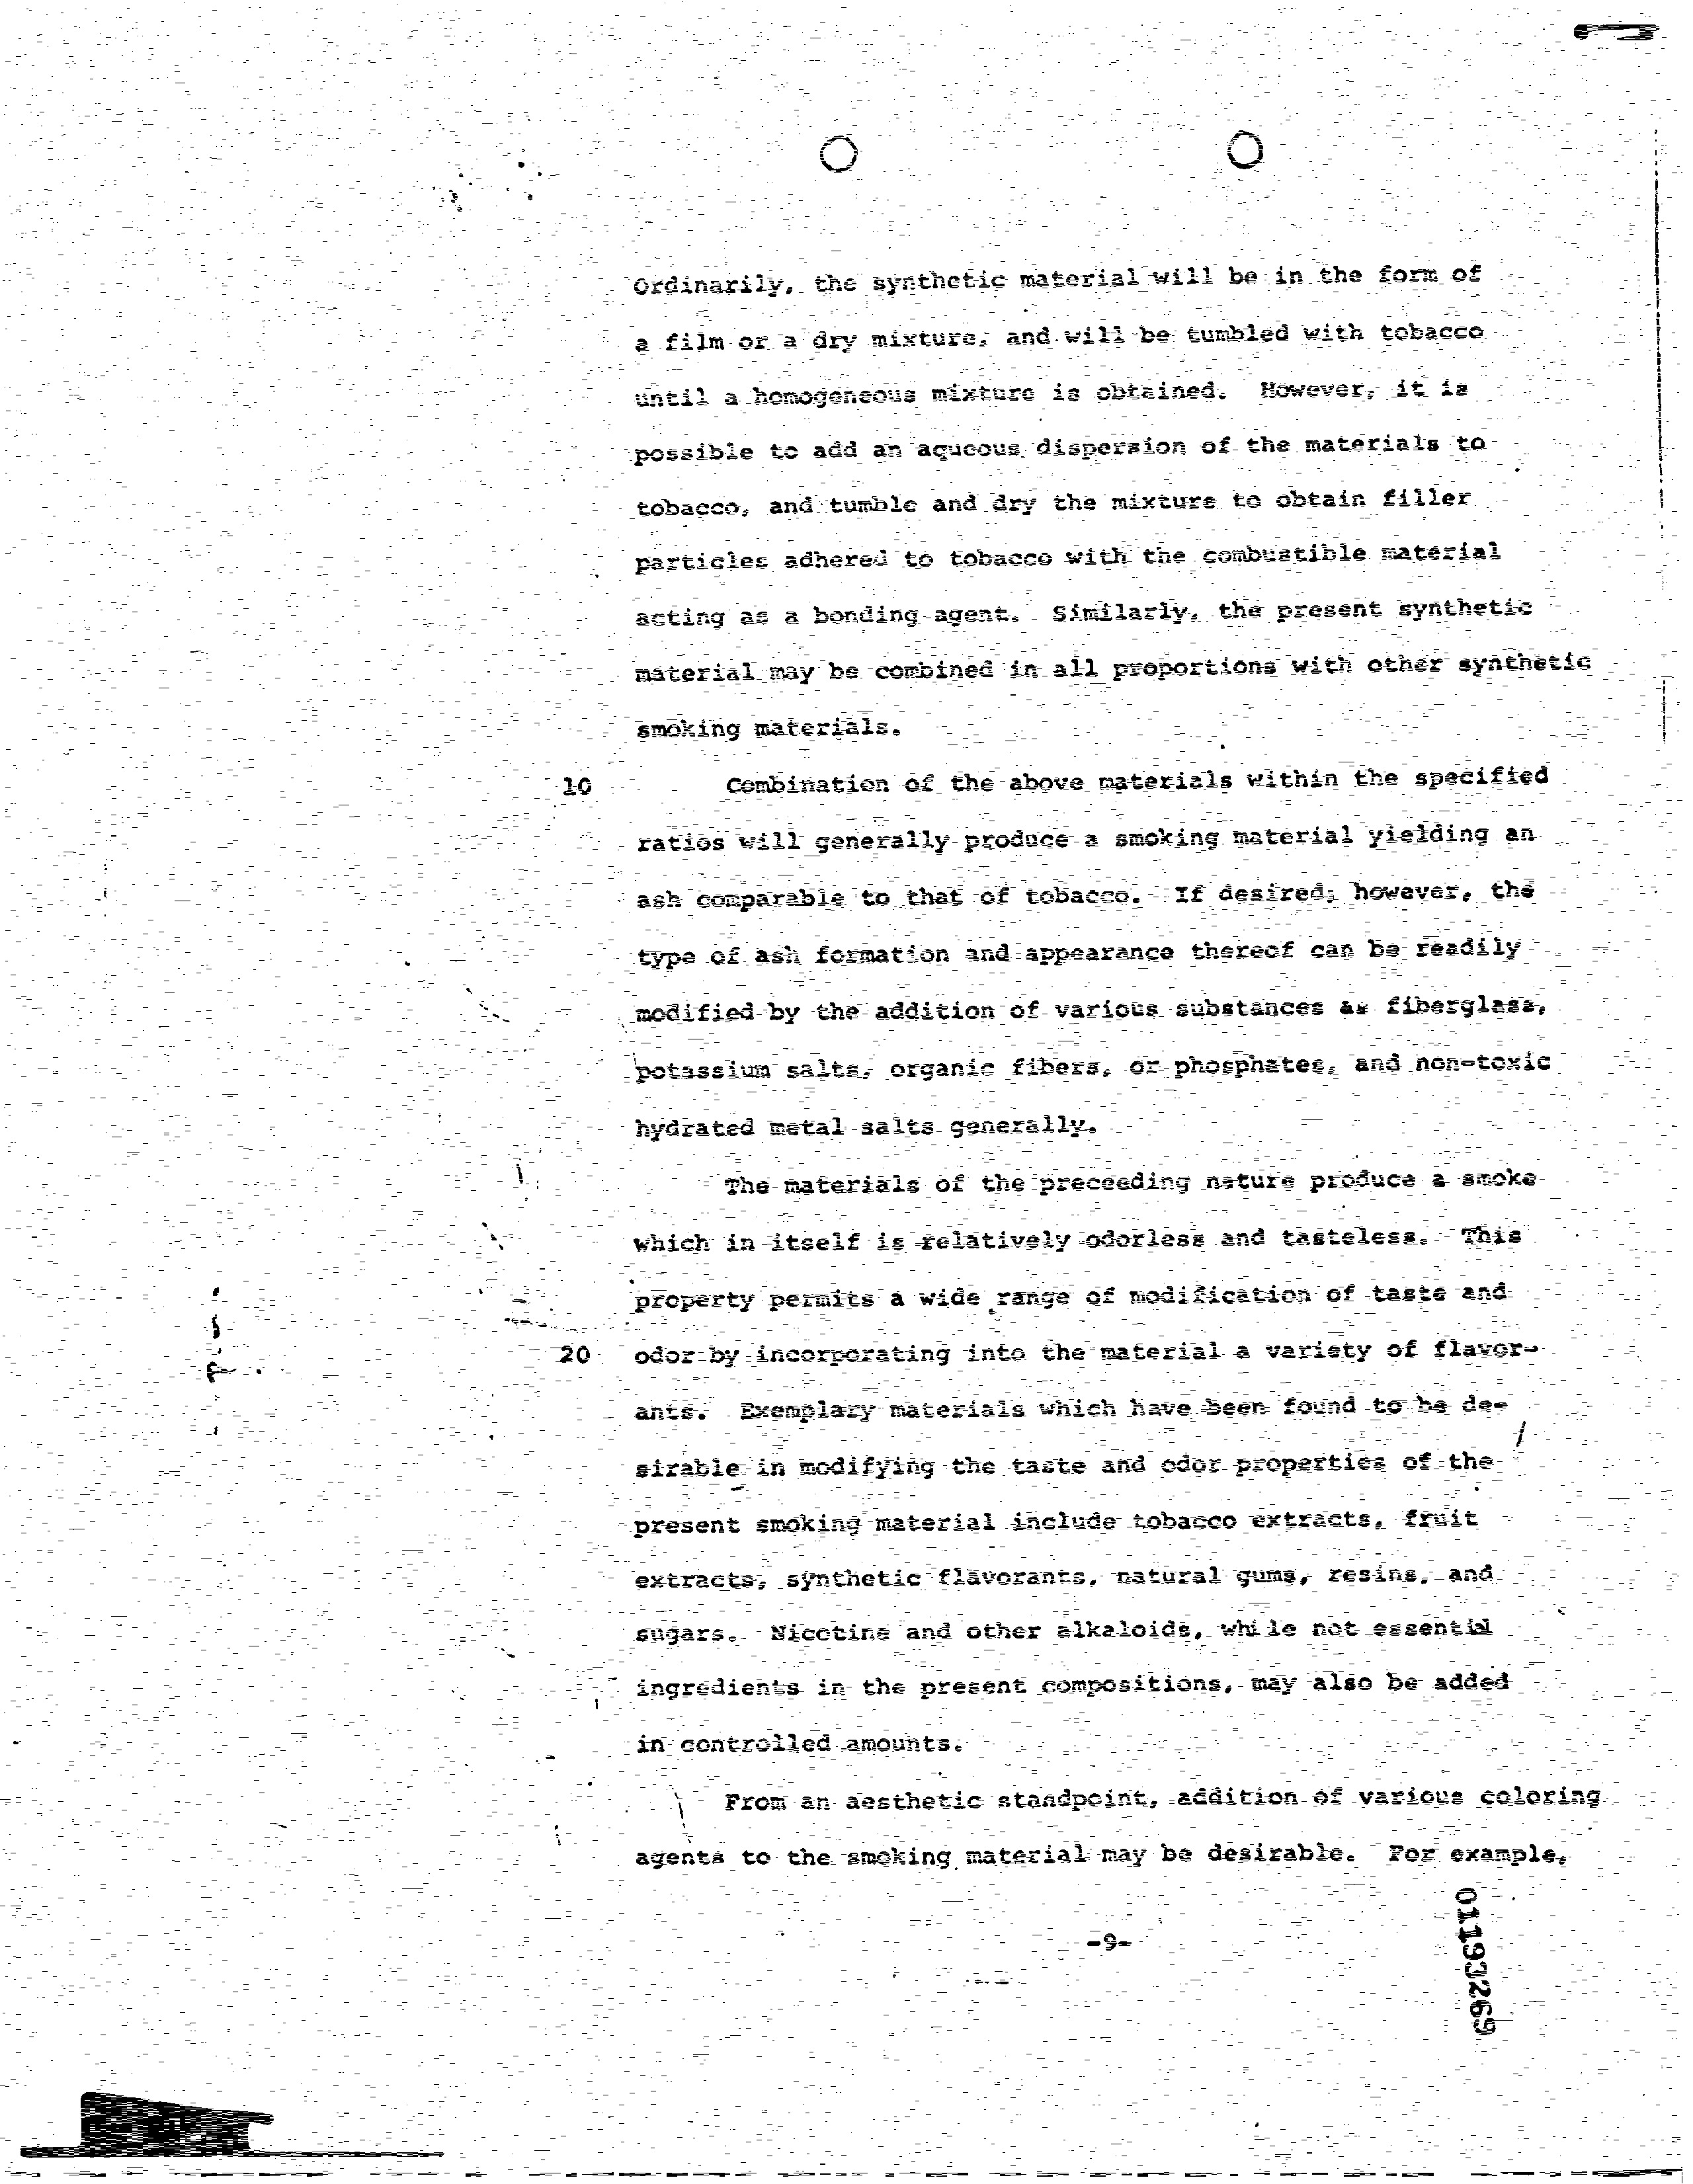 Ordinarily, the synthetic material will be in the form of
a film or a dry mixture, and will be tumbled with tobacco
until a homogeneous mixture is obtained. However, it is
possible to add an aqueous dispersion of the materials to
tobacco, and tumble and dry the mixture to obtain filler
particles adhered to tobacco with the combustible material
acting as a bonding agent. Similarly, the present synthetic
material may be combined in all proportions with other synthetic
smoking materials.
10 Combination of the above materials within the specified
ratios will generally produce a smoking material yielding an
ash comparable to that of tobacco. If desired, however, the
type of ash formation and appearance thereof can be readily
modified by the addition of various substances as fiberglass,
potassium salts, organic fibers, or phosphates, and non-toxic
hydrated metal salts generally.
The materials of the preceeding nature produce a smoke
which in itself is relatively odorless and tasteless. This
property permits a wide range of modification of taste and
20 odor by incorporating into the material a variety of flavor-
ants. Exemplary materials which have been found to be de-
sirable in modifying the taste and odor properties of the
present smoking material include tobacco extracts, fruit
extracts, synthetic flavorants, natural gums, resins, and
sugars. Nicotine and other alkaloids, while not essential
ingredients in the present compositions, may also be added
in controlled amounts.
From an aesthetic standpoint, addition of various coloring
agents to the smoking material may be desirable. For example,
-9-
01193269